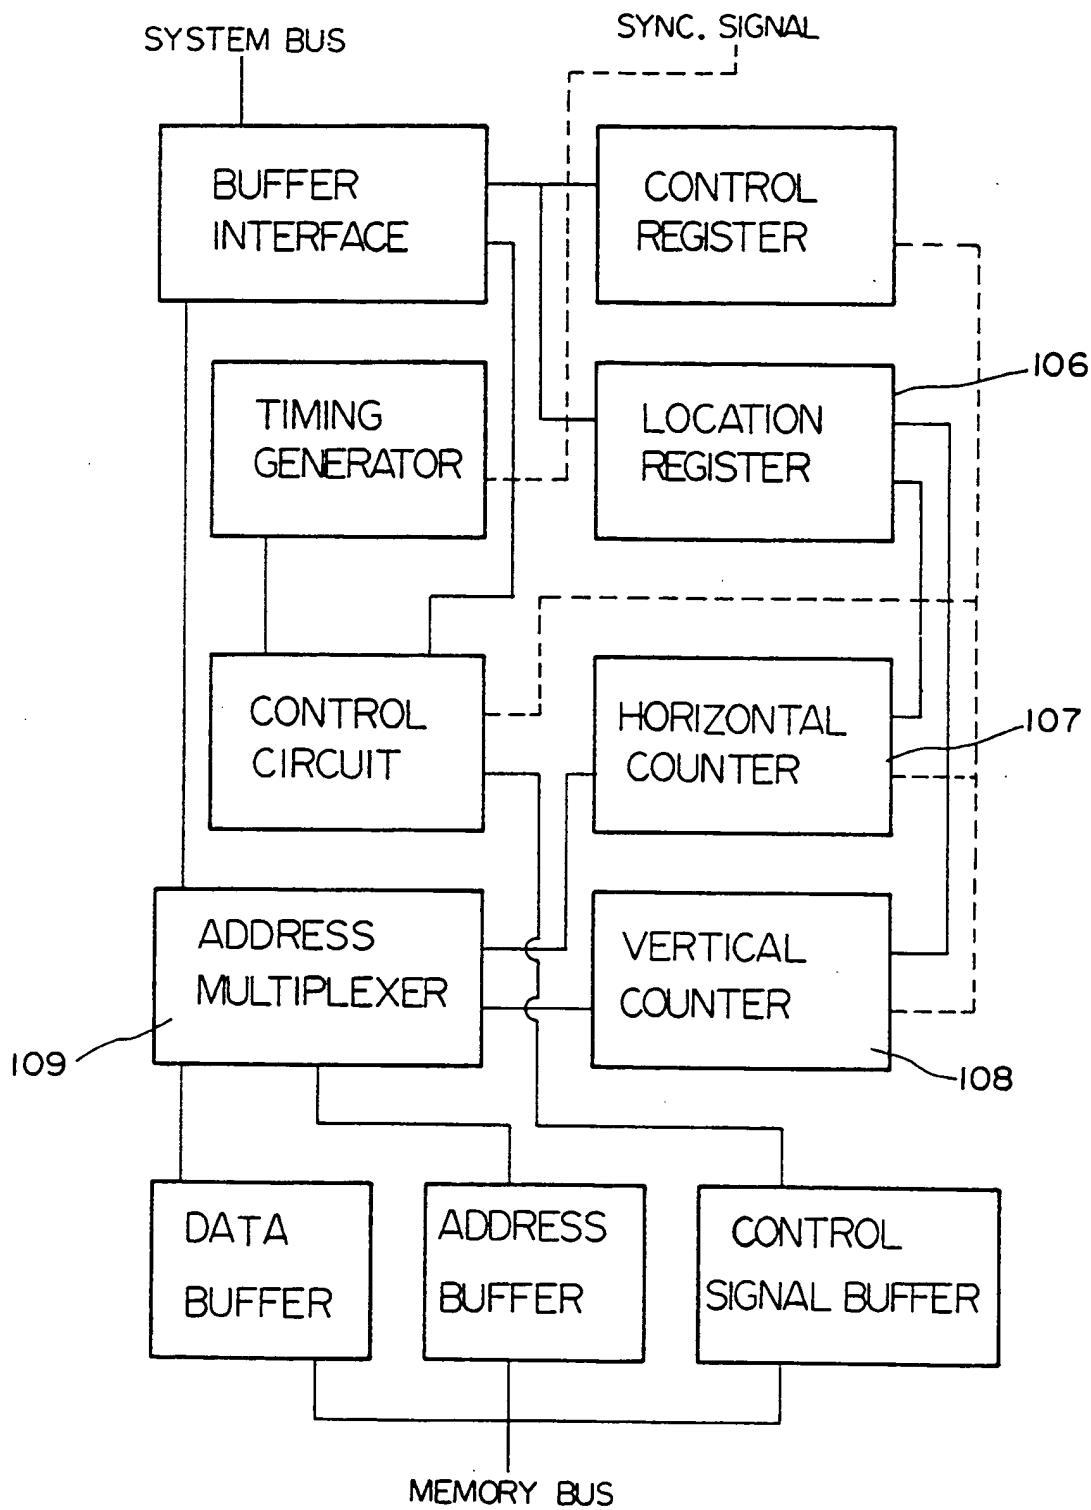 SYSTEM BUS
SYNC. SIGNAL
BUFFER
INTERFACE
CONTROL
REGISTER
TIMING
GENERATOR
LOCATION
REGISTER
106
CONTROL
CIRCUIT
HORIZONTAL
COUNTER
107
ADDRESS
MULTIPLEXER
109
VERTICAL
COUNTER
108
DATA
BUFFER
ADDRESS
BUFFER
CONTROL
SIGNAL BUFFER
MEMORY BUS